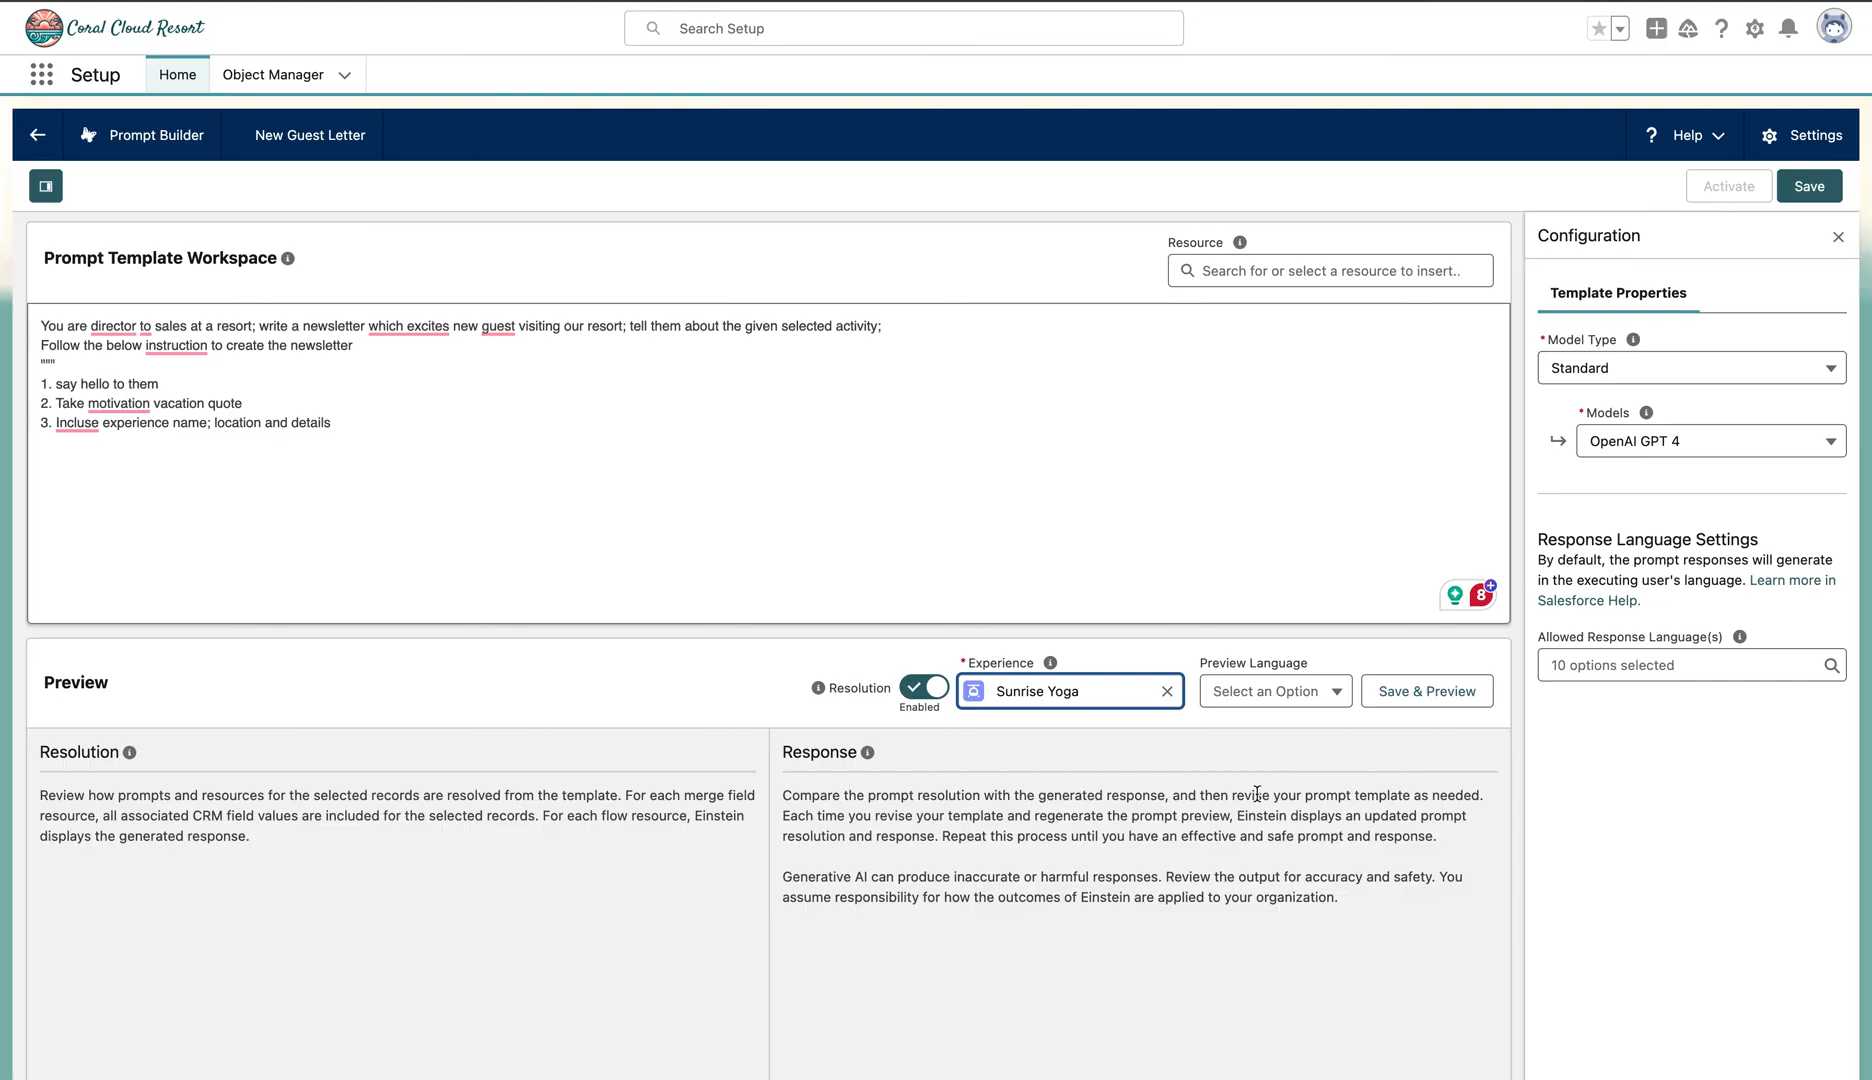 Coral Cloud Resort
Search Setup
Setup
Home
Object Manager
Prompt Builder
New Guest Letter
? Help
Settings
Activate
Save
Prompt Template Workspace
Resource
Search for or select a resource to insert..
You are director to sales at a resort; write a newsletter which excites new guest visiting our resort; tell them about the given selected activity;
Follow the below instruction to create the newsletter
"""
1. say hello to them
2. Take motivation vacation quote
3. Incluse experience name; location and details
8
Configuration
Template Properties
*Model Type
Standard
*Models
OpenAI GPT 4
Response Language Settings
By default, the prompt responses will generate
in the executing user's language. Learn more in
Salesforce Help.
Allowed Response Language(s)
10 options selected
Preview
Resolution
Enabled
*Experience
Sunrise Yoga
Preview Language
Select an Option
Save & Preview
Resolution
Review how prompts and resources for the selected records are resolved from the template. For each merge field
resource, all associated CRM field values are included for the selected records. For each flow resource, Einstein
displays the generated response.
Response
Compare the prompt resolution with the generated response, and then revise your prompt template as needed.
Each time you revise your template and regenerate the prompt preview, Einstein displays an updated prompt
resolution and response. Repeat this process until you have an effective and safe prompt and response.
Generative AI can produce inaccurate or harmful responses. Review the output for accuracy and safety. You
assume responsibility for how the outcomes of Einstein are applied to your organization.